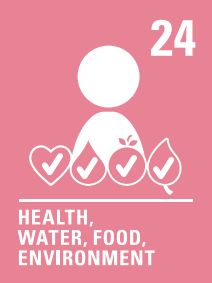 24
HEALTH,
WATER, FOOD,
ENVIRONMENT